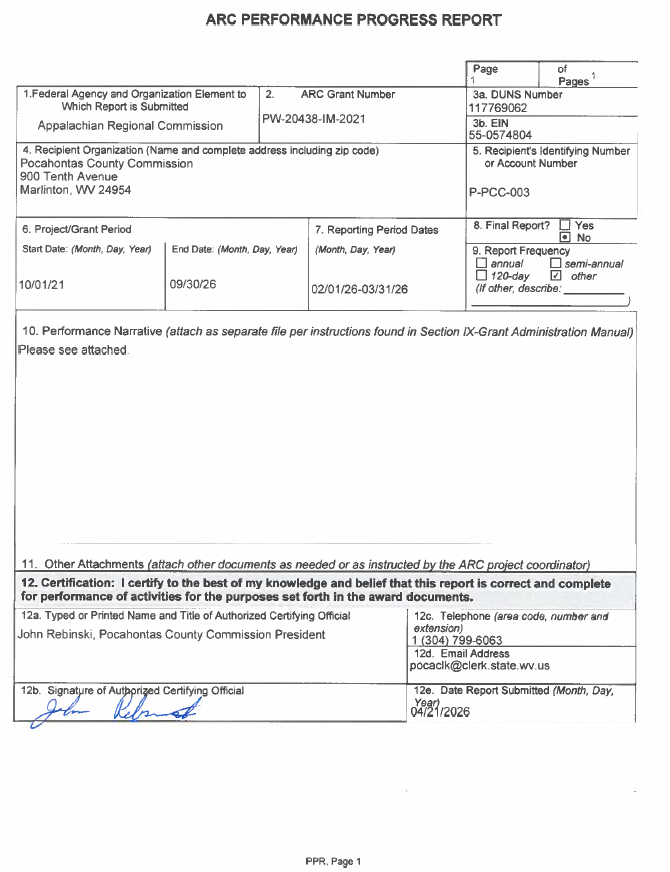 ARC PERFORMANCE PROGRESS REPORT
Page
1
of
Pages 1
1.Federal Agency and Organization Element to
Which Report is Submitted
Appalachian Regional Commission
2. ARC Grant Number
PW-20438-IM-2021
3a. DUNS Number
117769062
3b. EIN
55-0574804
4. Recipient Organization (Name and complete address including zip code)
Pocahontas County Commission
900 Tenth Avenue
Marlinton, WV 24954
5. Recipient's Identifying Number
or Account Number
P-PCC-003
6. Project/Grant Period
Start Date: (Month, Day, Year)
10/01/21
End Date: (Month, Day, Year)
09/30/26
7. Reporting Period Dates
(Month, Day, Year)
02/01/26-03/31/26
8. Final Report? Yes
No
9. Report Frequency
annual semi-annual
120-day other
(If other, describe: ________
____________________)
10. Performance Narrative (attach as separate file per instructions found in Section IX-Grant Administration Manual)
Please see attached.
11. Other Attachments (attach other documents as needed or as instructed by the ARC project coordinator)
12. Certification: I certify to the best of my knowledge and belief that this report is correct and complete
for performance of activities for the purposes set forth in the award documents.
12a. Typed or Printed Name and Title of Authorized Certifying Official
John Rebinski, Pocahontas County Commission President
12c. Telephone (area code, number and
extension)
1 (304) 799-6063
12d. Email Address
pocaclk@clerk.state.wv.us
12b. Signature of Authorized Certifying Official
John Rebinski
12e. Date Report Submitted (Month, Day,
Year)
04/21/2026
PPR, Page 1